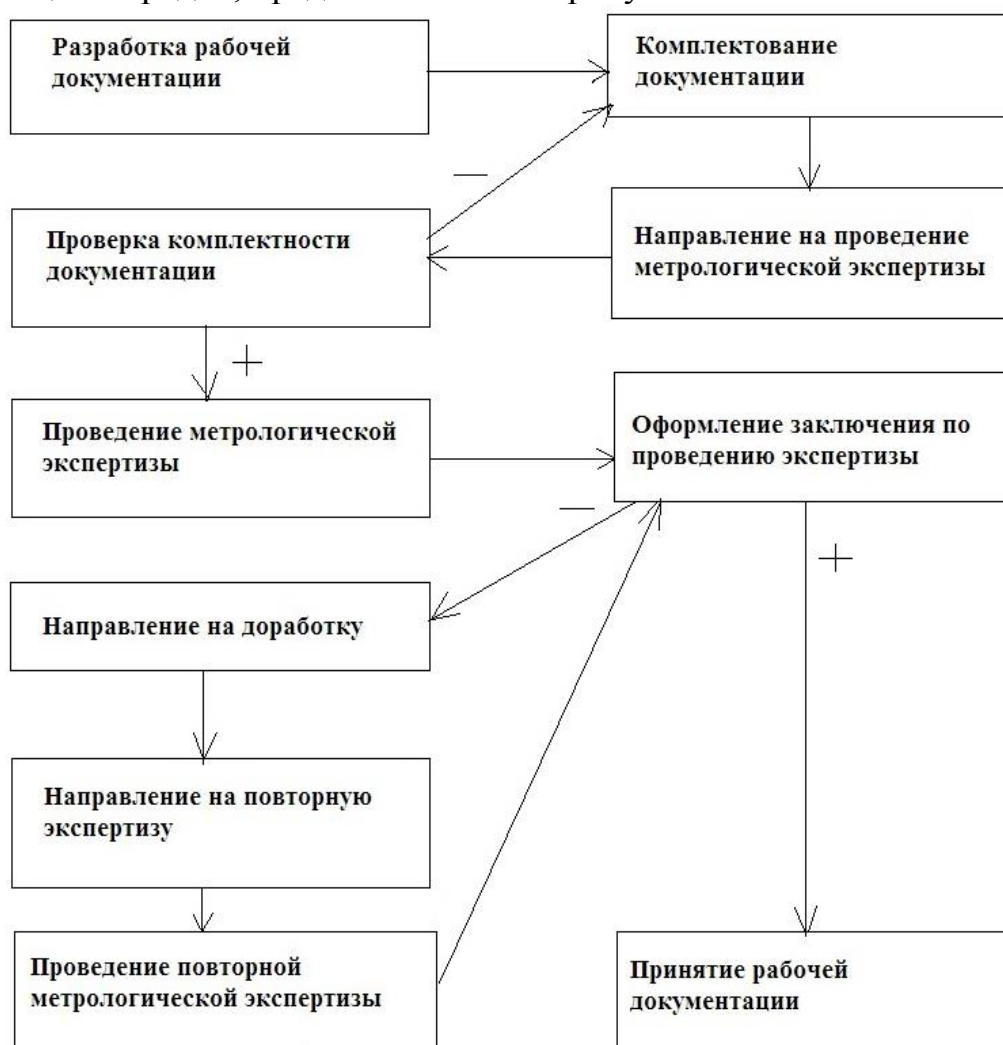 Разработка рабочей
документации
Комплектование
документации
Проверка комплектности
документации
Направление на проведение
метрологической экспертизы
Проведение метрологической
экспертизы
Оформление заключения по
проведению экспертизы
Направление на доработку
Направление на повторную
экспертизу
Проведение повторной
метрологической экспертизы
Принятие рабочей
документации